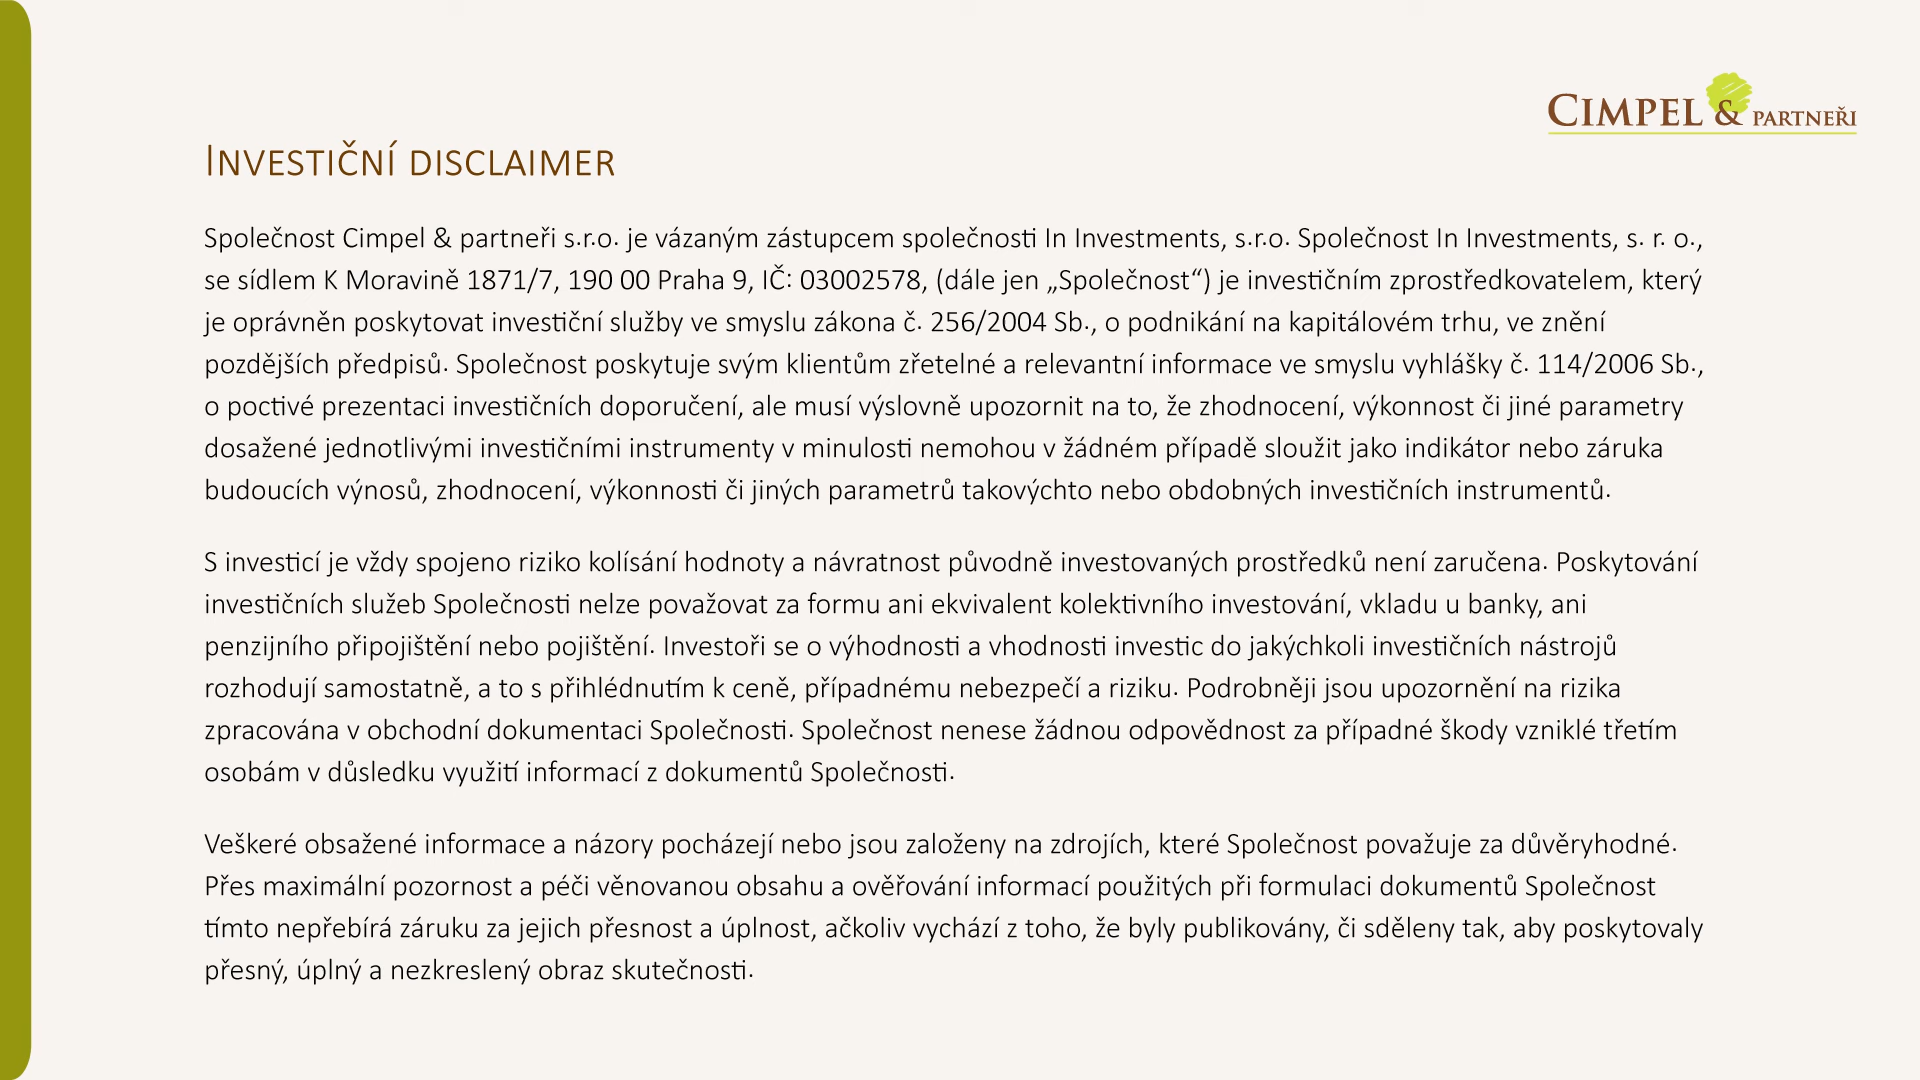 CIMPEL & PARTNEŘI
INVESTIČNÍ DISCLAIMER
Společnost Cimpel & partneři s.r.o. je vázaným zástupcem společnosti In Investments, s.r.o. Společnost In Investments, s. r. o.,
se sídlem K Moravině 1871/7, 190 00 Praha 9, IČ: 03002578, (dále jen „Společnost“) je investičním zprostředkovatelem, který
je oprávněn poskytovat investiční služby ve smyslu zákona č. 256/2004 Sb., o podnikání na kapitálovém trhu, ve znění
pozdějších předpisů. Společnost poskytuje svým klientům zřetelné a relevantní informace ve smyslu vyhlášky č. 114/2006 Sb.,
o poctivé prezentaci investičních doporučení, ale musí výslovně upozornit na to, že zhodnocení, výkonnost či jiné parametry
dosažené jednotlivými investičními instrumenty v minulosti nemohou v žádném případě sloužit jako indikátor nebo záruka
budoucích výnosů, zhodnocení, výkonnosti či jiných parametrů takovýchto nebo obdobných investičních instrumentů.
S investicí je vždy spojeno riziko kolísání hodnoty a návratnost původně investovaných prostředků není zaručena. Poskytování
investičních služeb Společnosti nelze považovat za formu ani ekvivalent kolektivního investování, vkladu u banky, ani
penzijního připojištění nebo pojištění. Investoři se o výhodnosti a vhodnosti investic do jakýchkoli investičních nástrojů
rozhodují samostatně, a to s přihlédnutím k ceně, případnému nebezpečí a riziku. Podrobněji jsou upozornění na rizika
zpracována v obchodní dokumentaci Společnosti. Společnost nenese žádnou odpovědnost za případné škody vzniklé třetím
osobám v důsledku využití informací z dokumentů Společnosti.
Veškeré obsažené informace a názory pocházejí nebo jsou založeny na zdrojích, které Společnost považuje za důvěryhodné.
Přes maximální pozornost a péči věnovanou obsahu a ověřování informací použitých při formulaci dokumentů Společnost
tímto nepřebírá záruku za jejich přesnost a úplnost, ačkoliv vychází z toho, že byly publikovány, či sděleny tak, aby poskytovaly
přesný, úplný a nezkreslený obraz skutečnosti.